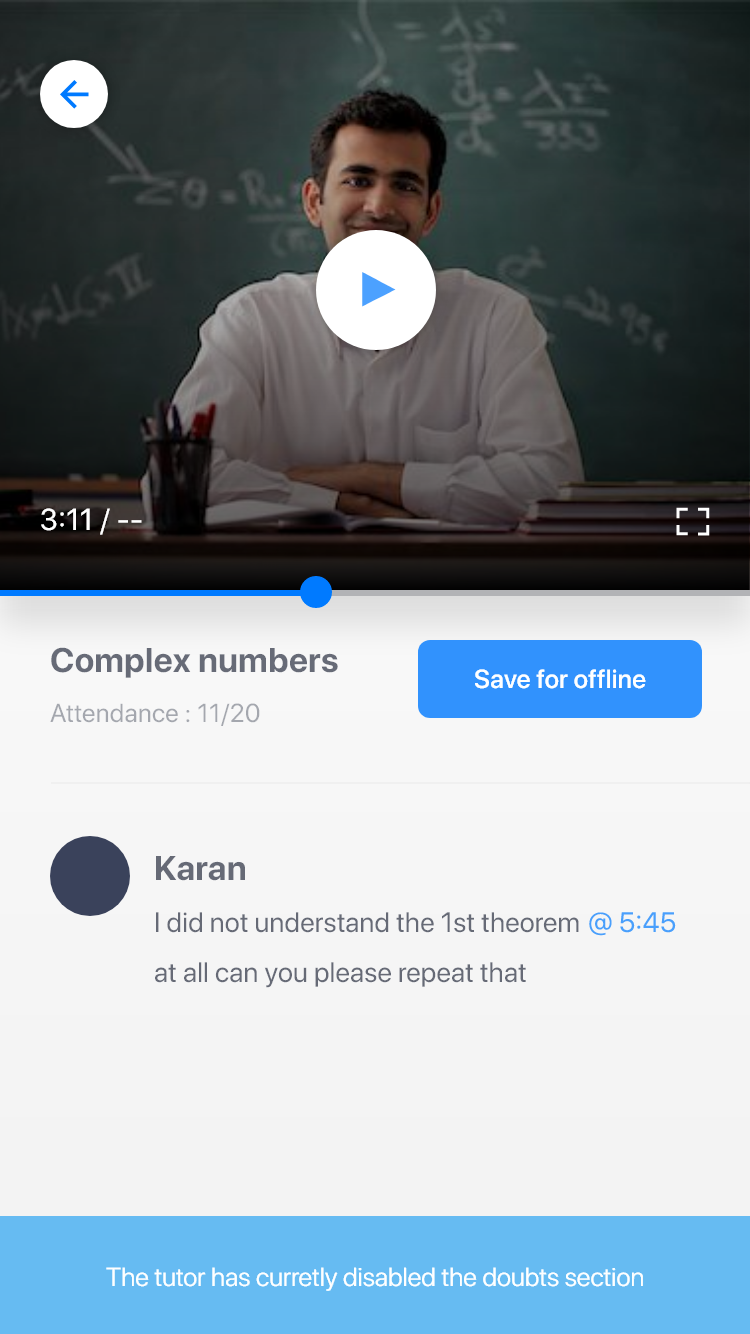 3:11 / --
Complex numbers
Save for offline
Attendance : 11/20
Karan
I did not understand the 1st theorem @ 5:45
at all can you please repeat that
The tutor has curretly disabled the doubts section